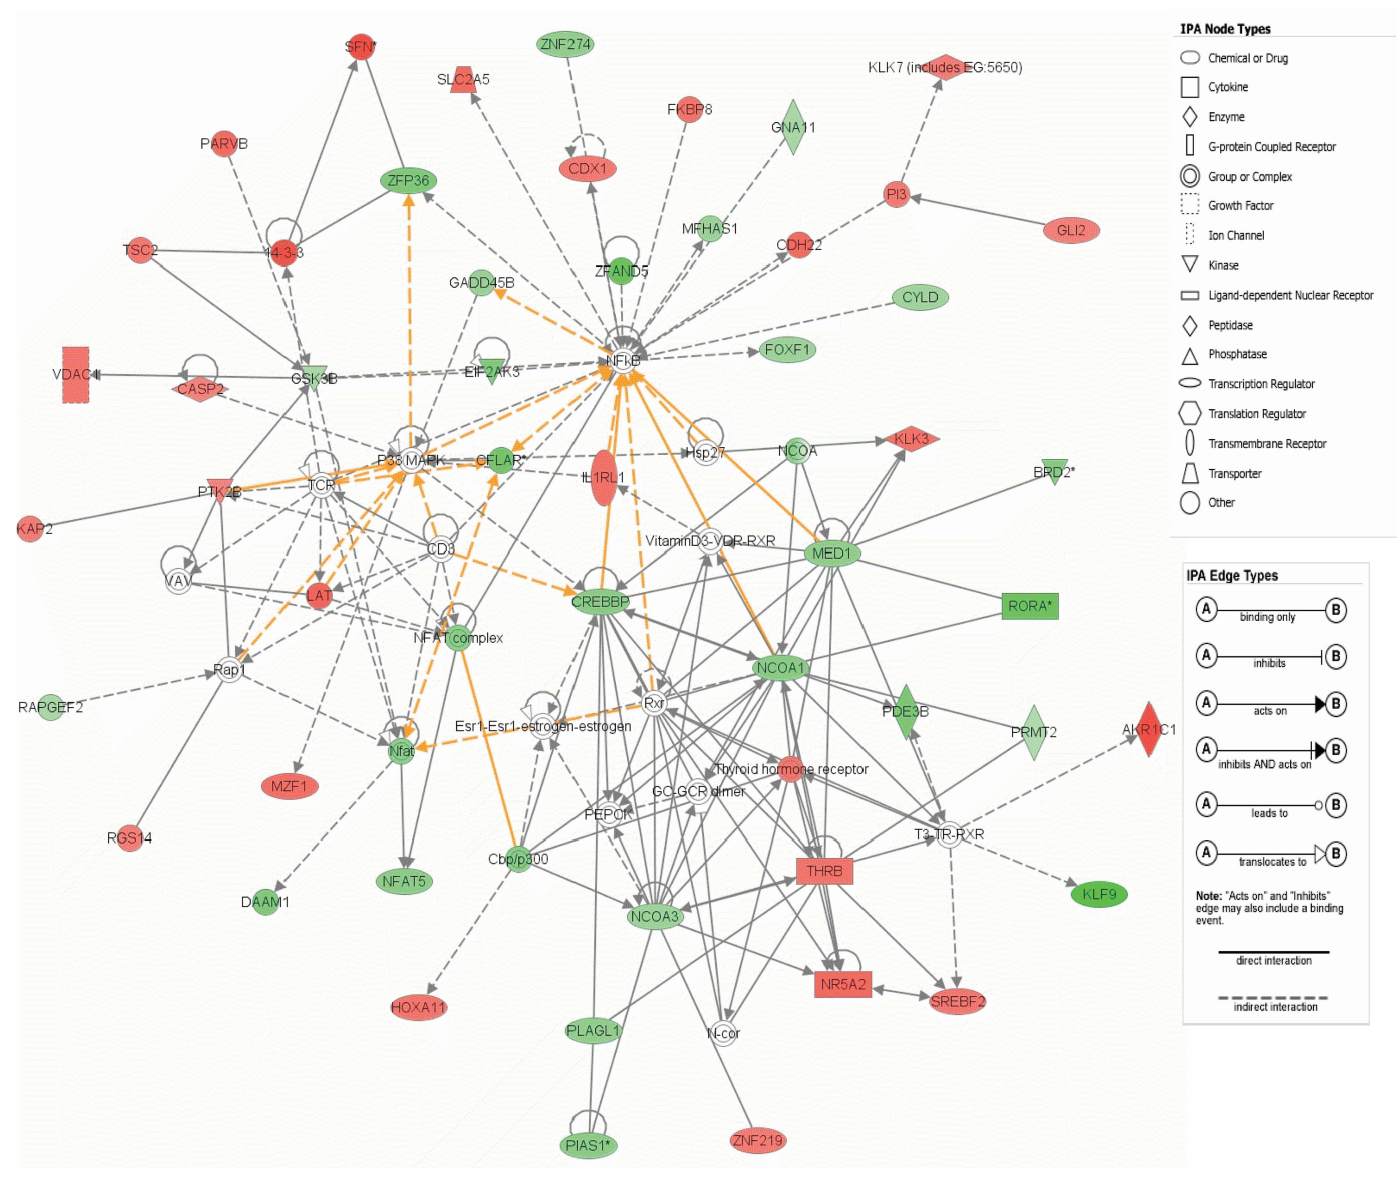 SFN*
ZNF274
SLC2A5
KLK7 (includes EG:5650)
FKBP8
GNA11
PARVB
CDX1
ZFP36
PI3
GLI2
MFHAS1
TSC2
14-3-3
CDH22
ZFAND5
GADD45B
CYLD
FOXF1
NFkB
VDAC1
CASP2
GSK3B
EIF2AK3
P38 MAPK
CFLAR*
Hsp27
NCOA
KLK3
BRD2*
PTK2B
TCR
IL1RL1
KAP2
CD3
VitaminD3-VDR-RXR
MED1
VAV
LAT
CREBBP
RORA*
NFAT complex
Rap1
NCOA1
RAPGEF2
Rxr
PDE3B
Esr1-Esr1-estrogen-estrogen
PRMT2
AKR1C1
Nfat
MZF1
Thyroid hormone receptor
GC-GCR dimer
PEPCK
RGS14
T3-TR-RXR
Cbp/p300
THRB
NFAT5
DAAM1
NCOA3
KLF9
NR5A2
HOXA11
SREBF2
PLAGL1
N-cor
PIAS1*
ZNF219
IPA Node Types
Chemical or Drug
Cytokine
Enzyme
G-protein Coupled Receptor
Group or Complex
Growth Factor
Ion Channel
Kinase
Ligand-dependent Nuclear Receptor
Peptidase
Phosphatase
Transcription Regulator
Translation Regulator
Transmembrane Receptor
Transporter
Other
IPA Edge Types
A B
binding only
A B
inhibits
A B
acts on
A B
inhibits AND acts on
A B
leads to
A B
translocates to
Note: "Acts on" and "Inhibits"
edge may also include a binding
event.
direct interaction
indirect interaction